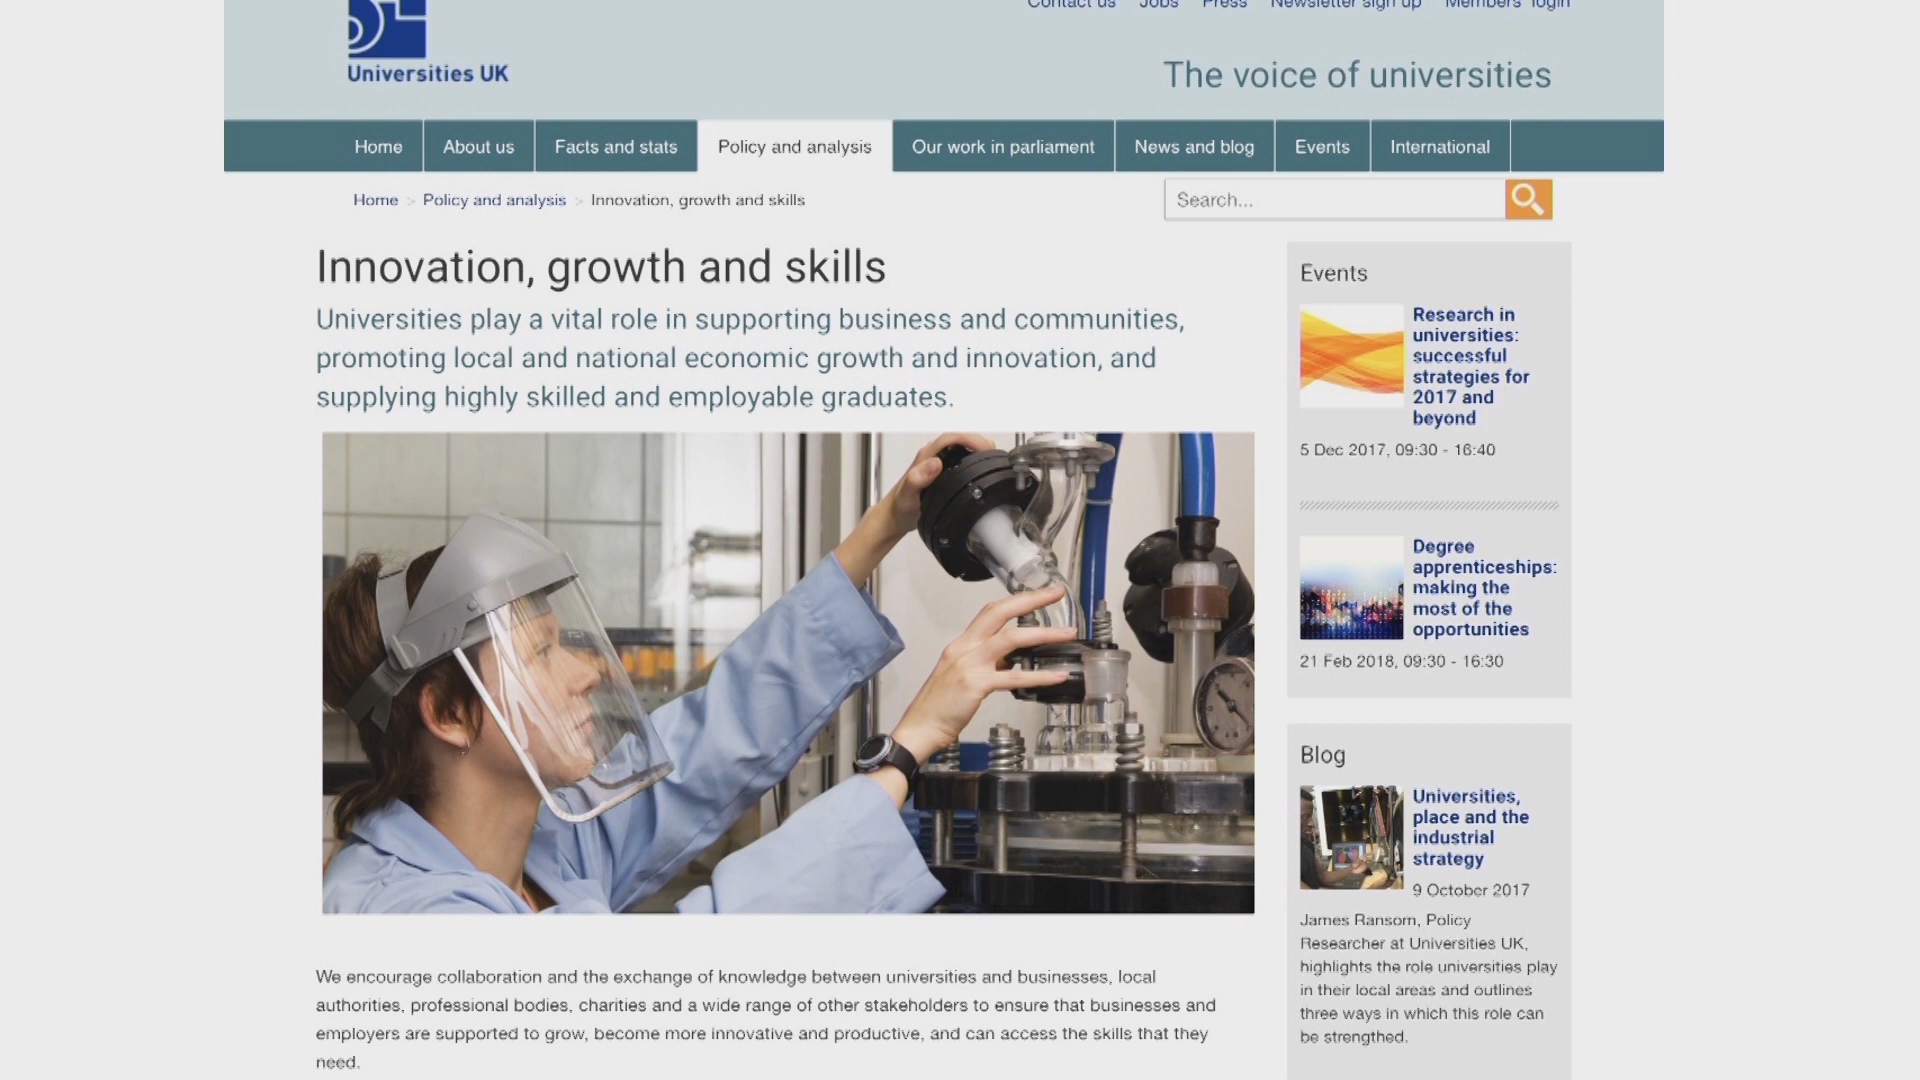 Contact us Jobs Press Newsletter sign up Members' login
Universities UK
The voice of universities
Home About us Facts and stats Policy and analysis Our work in parliament News and blog Events International
Home > Policy and analysis > Innovation, growth and skills
Search...
Innovation, growth and skills
Universities play a vital role in supporting business and communities,
promoting local and national economic growth and innovation, and
supplying highly skilled and employable graduates.
We encourage collaboration and the exchange of knowledge between universities and businesses, local
authorities, professional bodies, charities and a wide range of other stakeholders to ensure that businesses and
employers are supported to grow, become more innovative and productive, and can access the skills that they
need.
Events
Research in
universities:
successful
strategies for
2017 and
beyond
5 Dec 2017, 09:30 - 16:40
Degree
apprenticeships:
making the
most of the
opportunities
21 Feb 2018, 09:30 - 16:30
Blog
Universities,
place and the
industrial
strategy
9 October 2017
James Ransom, Policy
Researcher at Universities UK,
highlights the role universities play
in their local areas and outlines
three ways in which this role can
be strengthed.